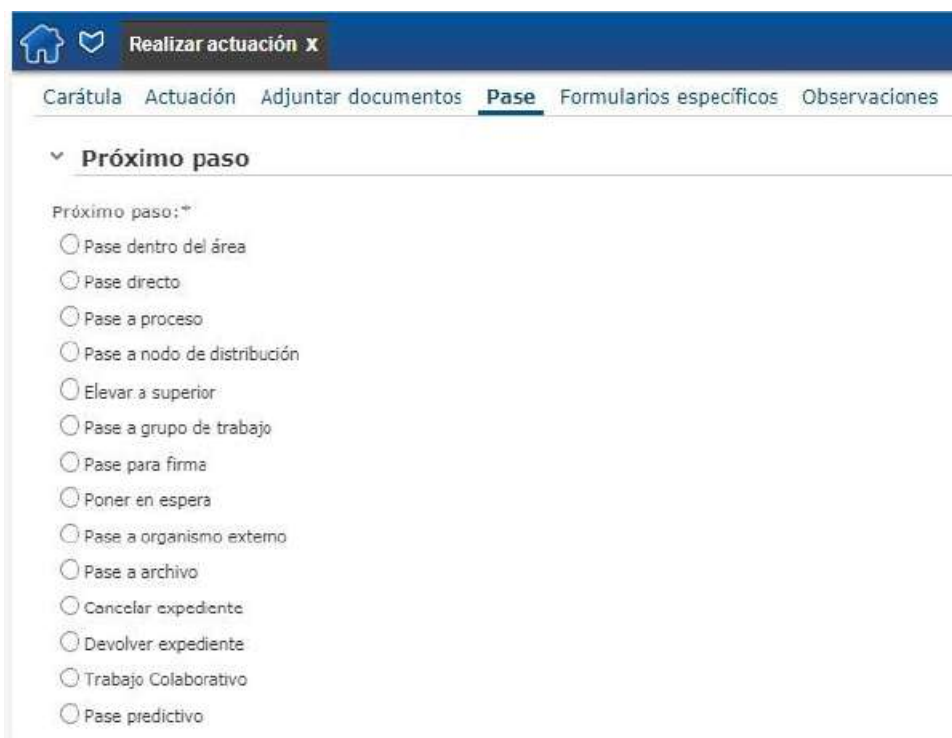 Realizar actuación x
Carátula Actuación Adjuntar documentos Pase Formularios específicos Observaciones
Próximo paso
Próximo paso:*
Pase dentro del área
Pase directo
Pase a proceso
Pase a nodo de distribución
Elevar a superior
Pase a grupo de trabajo
Pase para firma
Poner en espera
Pase a organismo externo
Pase a archivo
Cancelar expediente
Devolver expediente
Trabajo Colaborativo
Pase predictivo